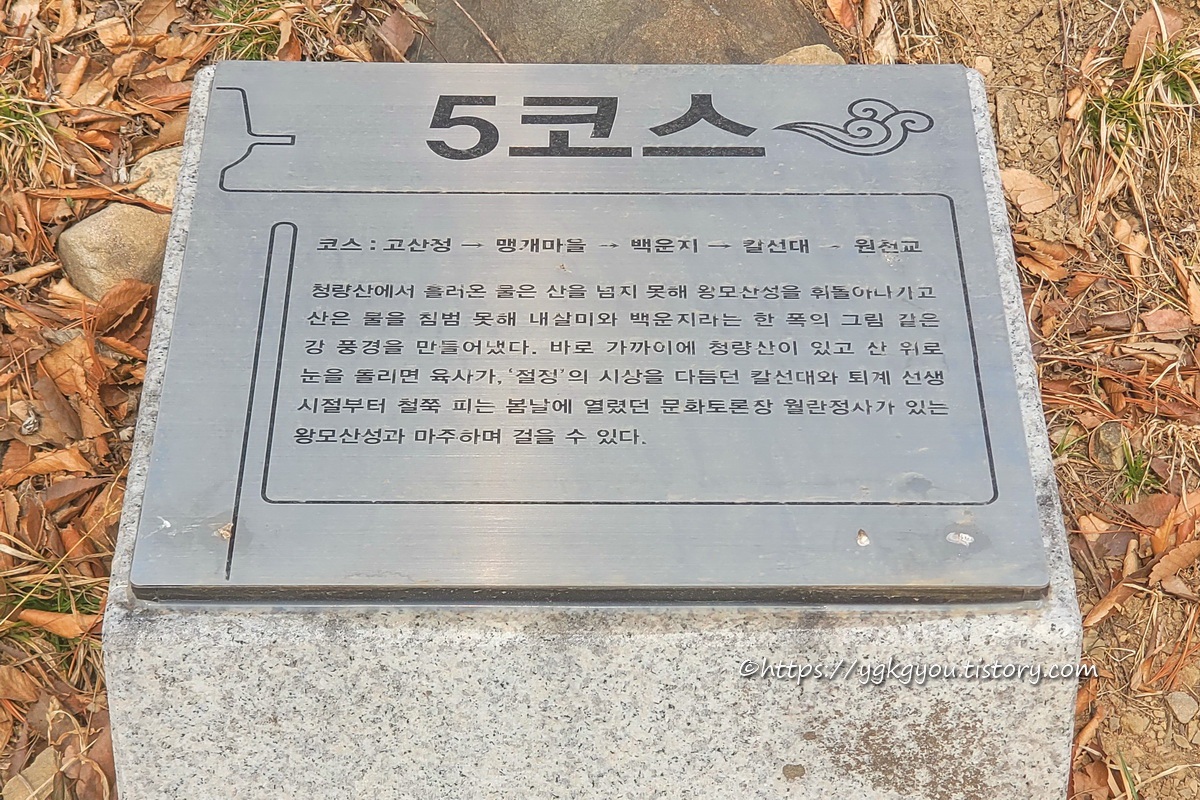 5코스
코스 : 고산정 → 맹개마을 → 백운지 → 칼선대 → 원천교
청량산에서 흘러온 물은 산을 넘지 못해 왕모산성을 휘돌아나가고
산은 물을 침범 못해 내살미와 백운지라는 한 폭의 그림 같은
강 풍경을 만들어냈다. 바로 가까이에 청량산이 있고 산 위로
눈을 돌리면 육사가, ‘절정’의 시상을 다듬던 칼선대와 퇴계 선생
시절부터 철쭉 피는 봄날에 열렸던 문화토론장 월란정사가 있는
왕모산성과 마주하며 걸을 수 있다.
©https://ygkgyou.tistory.com